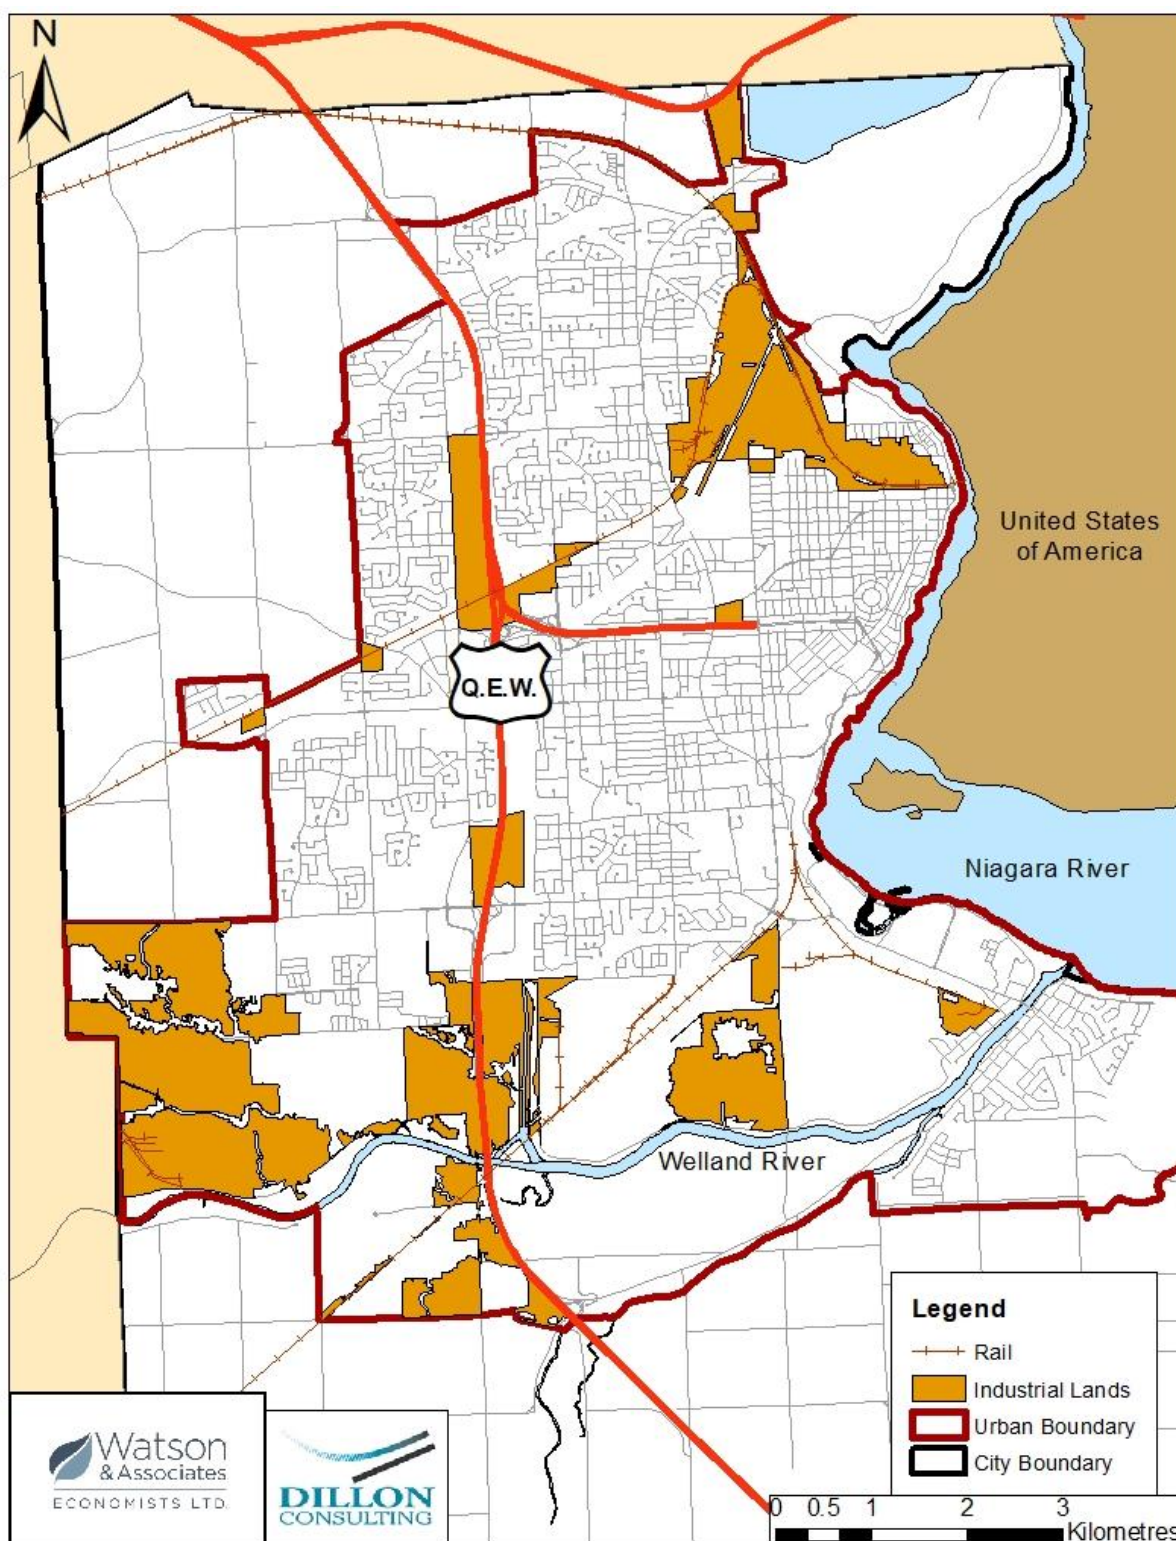 N
United States
of America
Q.E.W.
Niagara River
Welland River
Legend
Rail
Industrial Lands
Urban Boundary
City Boundary
Watson
& Associates
ECONOMISTS LTD.
DILLON
CONSULTING
0 0.5 1 2 3
Kilometres